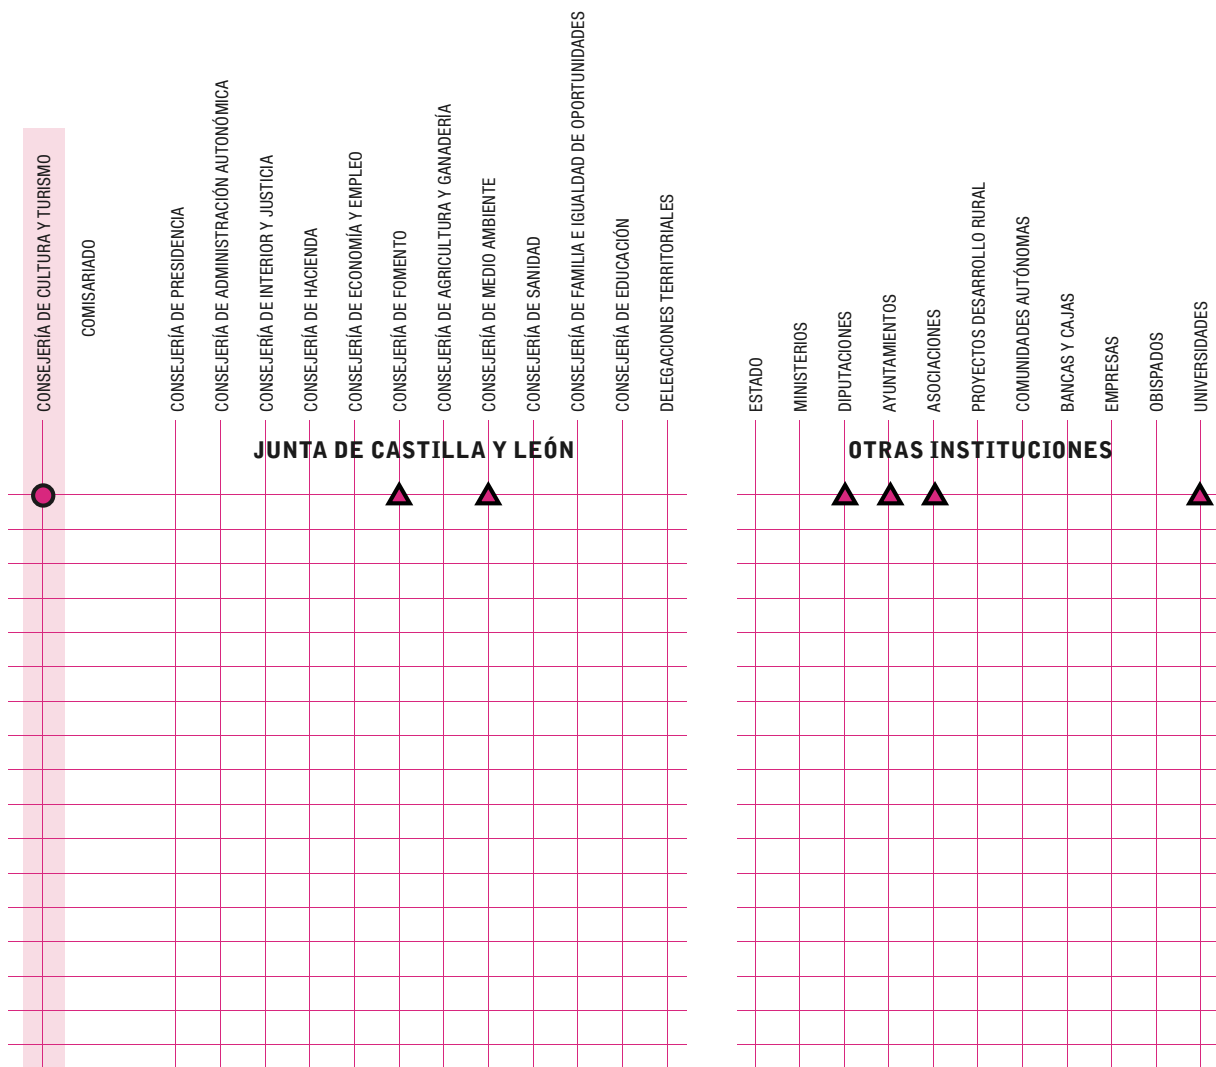 CONSEJERÍA DE CULTURA Y TURISMO
COMISARIADO
CONSEJERÍA DE PRESIDENCIA
CONSEJERÍA DE ADMINISTRACIÓN AUTONÓMICA
CONSEJERÍA DE INTERIOR Y JUSTICIA
CONSEJERÍA DE HACIENDA
CONSEJERÍA DE ECONOMÍA Y EMPLEO
CONSEJERÍA DE FOMENTO
CONSEJERÍA DE AGRICULTURA Y GANADERÍA
CONSEJERÍA DE MEDIO AMBIENTE
CONSEJERÍA DE SANIDAD
CONSEJERÍA DE FAMILIA E IGUALDAD DE OPORTUNIDADES
CONSEJERÍA DE EDUCACIÓN
DELEGACIONES TERRITORIALES
ESTADO
MINISTERIOS
DIPUTACIONES
AYUNTAMIENTOS
ASOCIACIONES
PROYECTOS DESARROLLO RURAL
COMUNIDADES AUTÓNOMAS
BANCAS Y CAJAS
EMPRESAS
OBISPADOS
UNIVERSIDADES
JUNTA DE CASTILLA Y LEÓN
OTRAS INSTITUCIONES